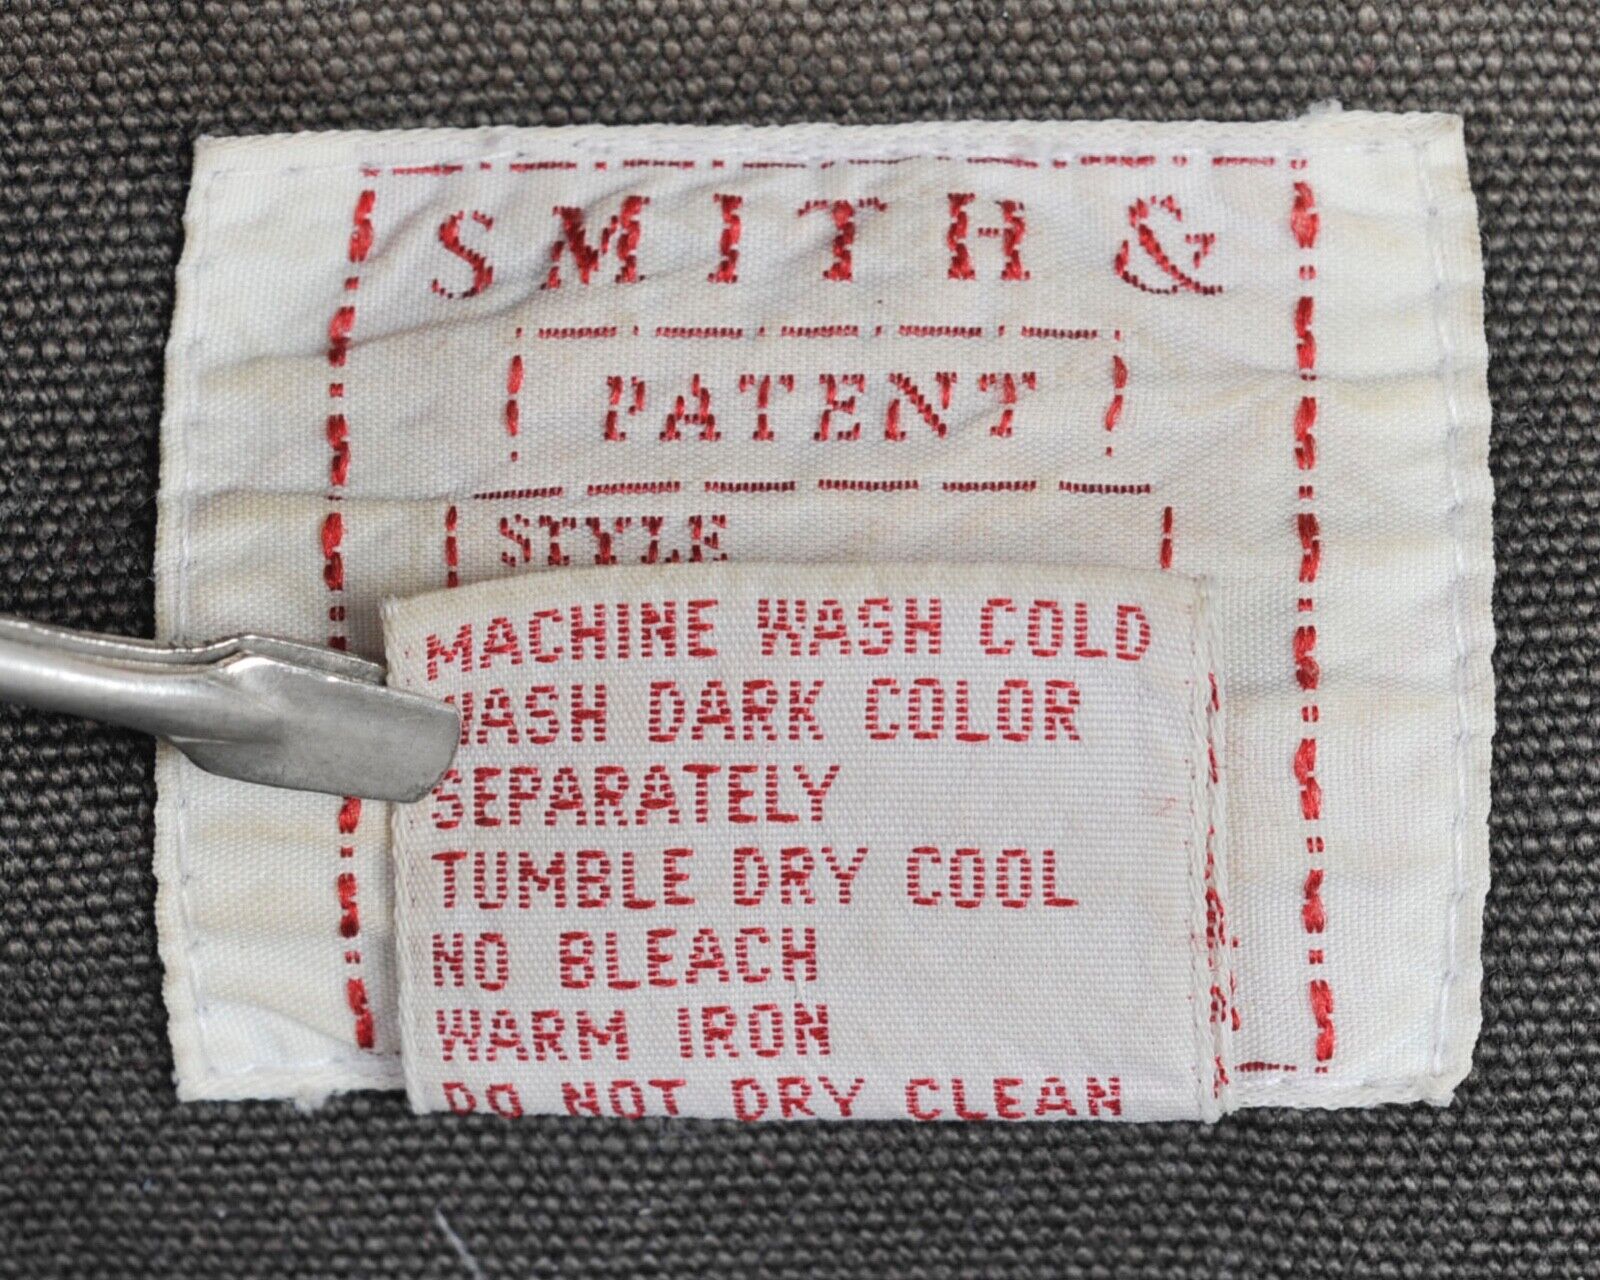 SMITH &
PATENT
STYLE
MACHINE WASH COLD
WASH DARK COLOR
SEPARATELY
TUMBLE DRY COOL
NO BLEACH
WARM IRON
DO NOT DRY CLEAN